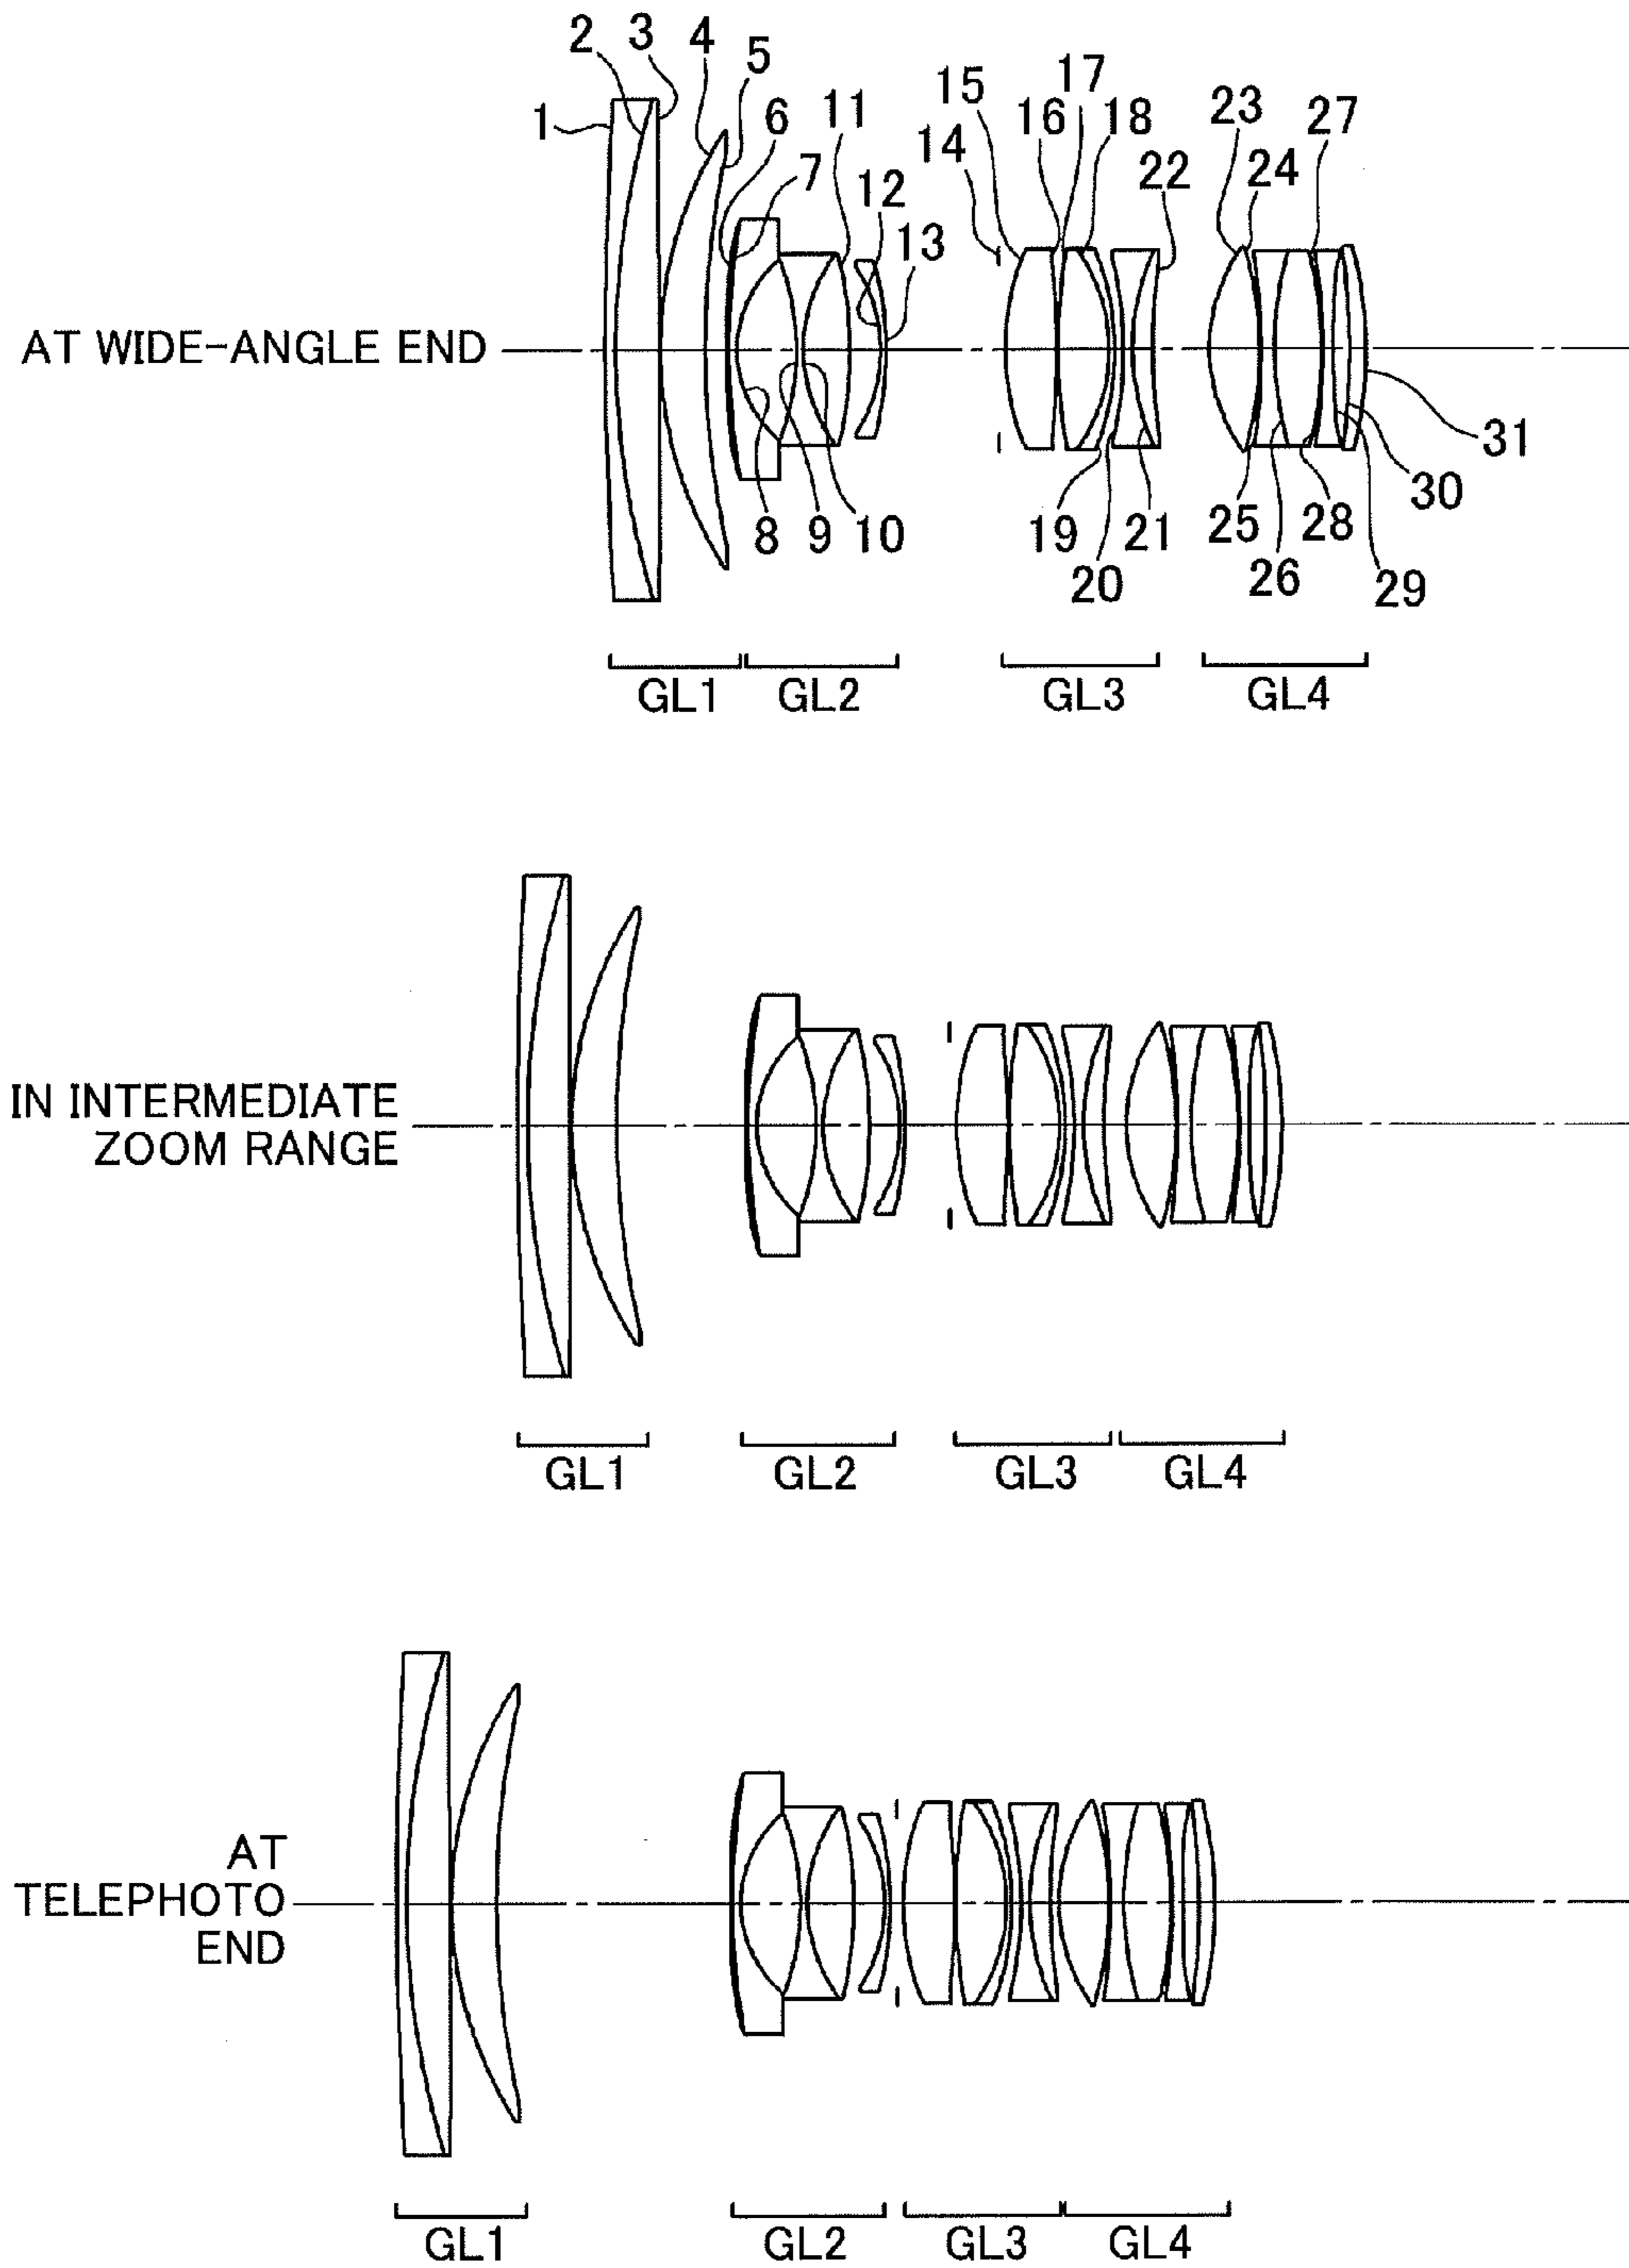 1 2 3 4 5 6 7 11 12 13 14 15 16 17 18 22 23 24 27
AT WIDE-ANGLE END
8 9 10 19 20 21 25 26 28 29 30 31
GL1 GL2 GL3 GL4
IN INTERMEDIATE
ZOOM RANGE
GL1 GL2 GL3 GL4
AT
TELEPHOTO
END
GL1 GL2 GL3 GL4